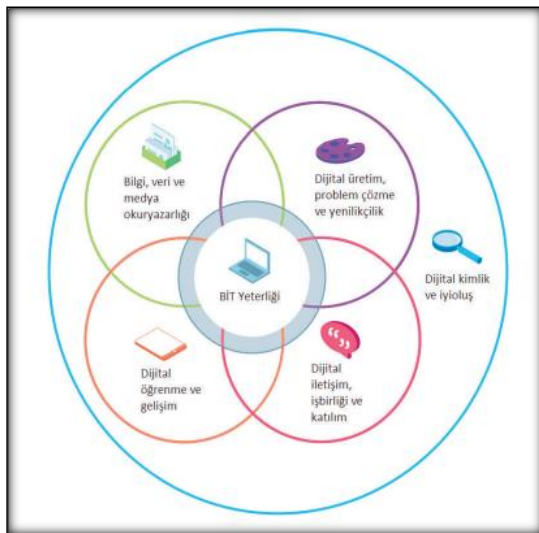 Bilgi, veri ve
medya
okuryazarlığı
Dijital üretim,
problem çözme
ve yenilikçilik
BİT Yeterliği
Dijital kimlik
ve iyioluş
Dijital
öğrenme ve
gelişim
Dijital
iletişim,
işbirliği ve
katılım